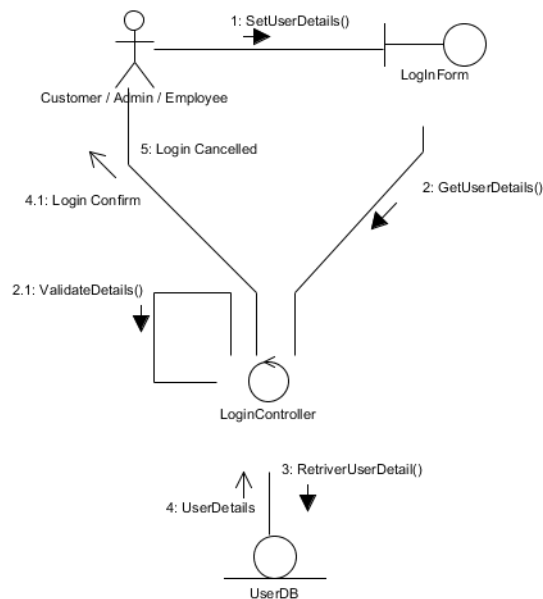 1: SetUserDetails()
LogInForm
Customer / Admin / Employee
5: Login Cancelled
4.1: Login Confirm
2: GetUserDetails()
2.1: ValidateDetails()
LoginController
3: RetriverUserDetail()
4: UserDetails
UserDB